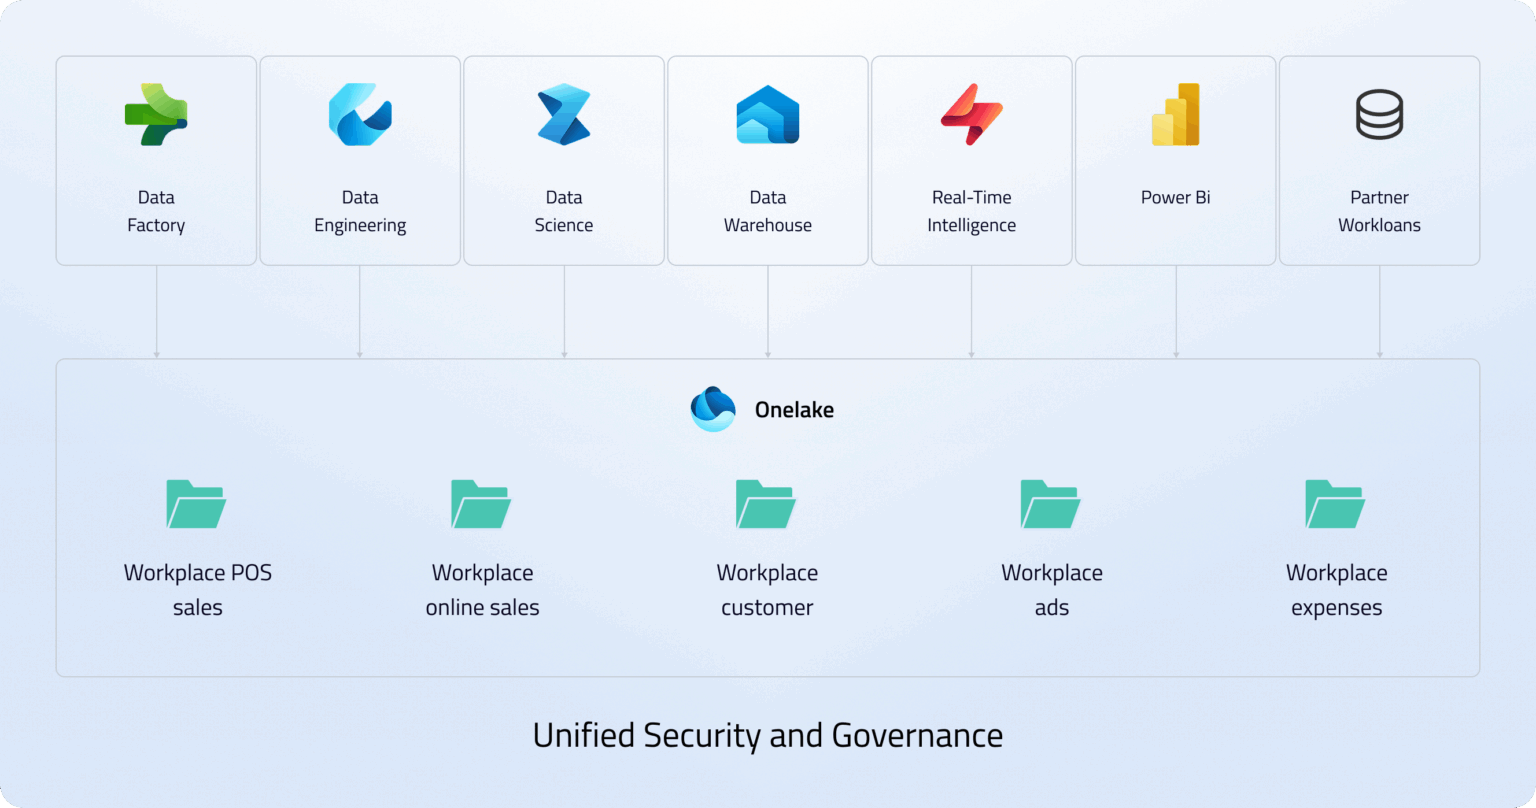 Data
Factory
Data
Engineering
Data
Science
Data
Warehouse
Real-Time
Intelligence
Power Bi
Partner
Workloans
Onelake
Workplace POS
sales
Workplace
online sales
Workplace
customer
Workplace
ads
Workplace
expenses
Unified Security and Governance